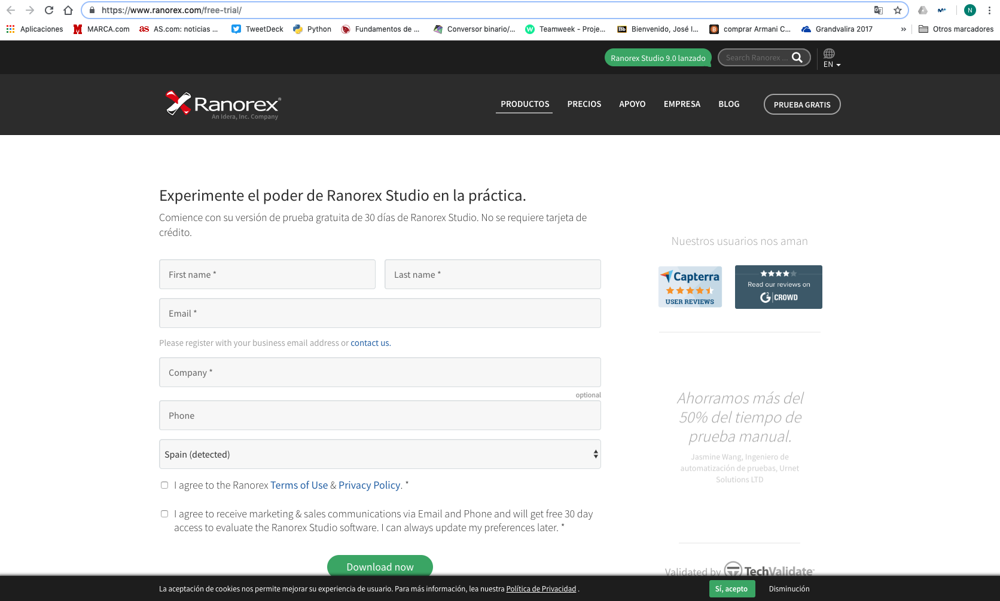 https://www.ranorex.com/free-trial/
N
Aplicaciones
MARCA.com
as AS.com: noticias ...
TweetDeck
Python
Fundamentos de ...
Conversor binario/...
Teamweek - Proje...
Bb Bienvenido, José I...
B comprar Armani C...
Grandvalira 2017
»
Otros marcadores
Ranorex Studio 9.0 lanzado
Search Ranorex ...
EN
Ranorex®
An Idera, Inc. Company
PRODUCTOS
PRECIOS
APOYO
EMPRESA
BLOG
PRUEBA GRATIS
Experimente el poder de Ranorex Studio en la práctica.
Comience con su versión de prueba gratuita de 30 días de Ranorex Studio. No se requiere tarjeta de
crédito.
First name *
Last name *
Email *
Please register with your business email address or contact us.
Company *
optional
Phone
Spain (detected)
I agree to the Ranorex Terms of Use & Privacy Policy. *
I agree to receive marketing & sales communications via Email and Phone and will get free 30 day
access to evaluate the Ranorex Studio software. I can always update my preferences later. *
Download now
Nuestros usuarios nos aman
Capterra
USER REVIEWS
Read our reviews on
G2 | CROWD
Ahorramos más del
50% del tiempo de
prueba manual.
Jasmine Wang, Ingeniero de
automatización de pruebas, Urnet
Solutions LTD
Validated by TechValidate
La aceptación de cookies nos permite mejorar su experiencia de usuario. Para más información, lea nuestra Política de Privacidad .
Sí, acepto
Disminución